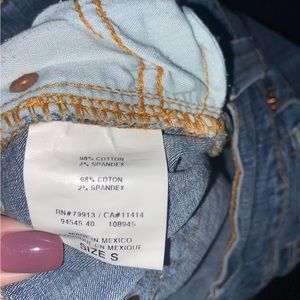 98% COTTON
2% SPANDEX
98% COTON
2% SPANDEX
RN#79913 / CA#11414
94545 40 108945
MADE IN MEXICO
EN MEXIQUE
SIZE S